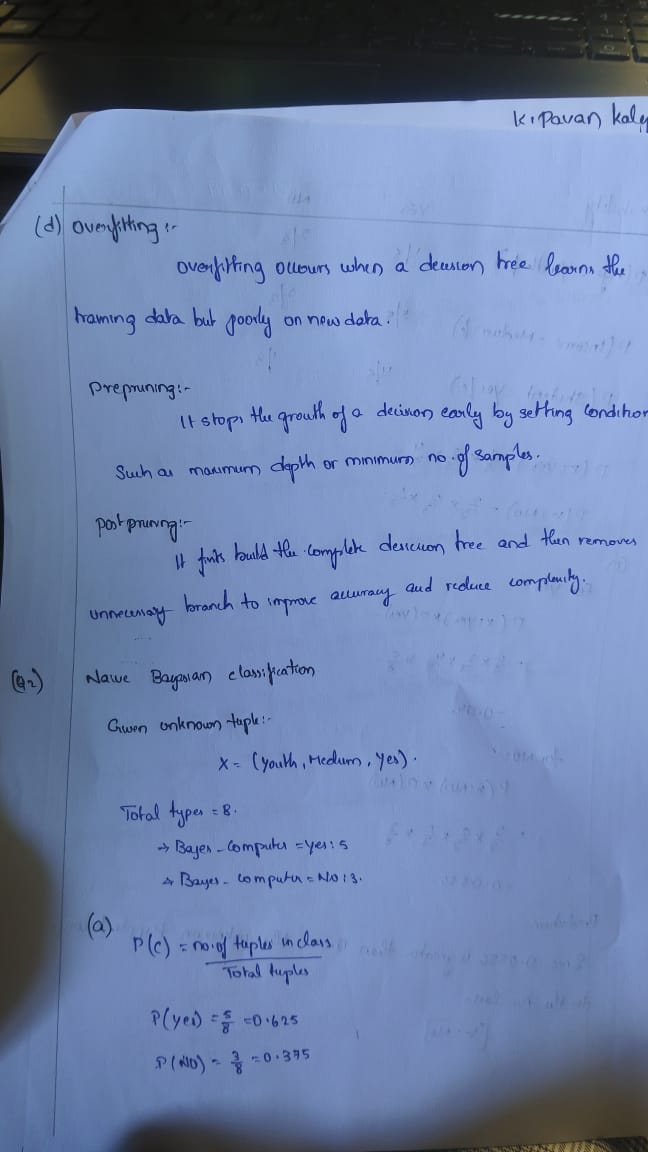 K. Pavan kaly
(d) Overfitting :-
Overfitting occurs when a decision tree learns the
training data but poorly on new data.
Prepruning:-
It stops the growth of a decision early by setting condition
Such as maximum depth or minimum no. of samples.
Post pruning:-
It firts build the complete desicion tree and then removes
unnecessary branch to improve accuracy and reduce complexity.
(Q2) Naive Bayesian classification
Given unknown tuple:-
X = (youth, Medium, yes).
Total types = 8.
→ Bayes - Computer = yes: 5
→ Bayes - computer = No: 3.
(a)
P(C) = no. of tuples in class
Total tuples
P(yes) = 5/8 = 0.625
P(NO) = 3/8 = 0.375